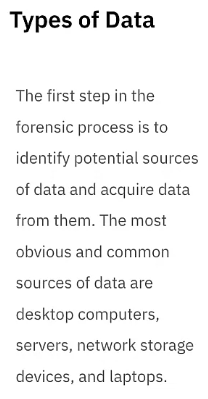 Types of Data
The first step in the
forensic process is to
identify potential sources
of data and acquire data
from them. The most
obvious and common
sources of data are
desktop computers,
servers, network storage
devices, and laptops.